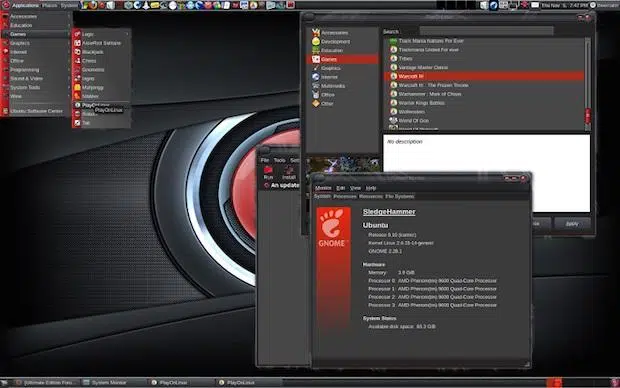 Applications Places System
Thu Nov 5, 7:42 PM
Accessories
Education
Games
Graphics
Internet
Office
Programming
Sound & Video
System Tools
Wine
Ubuntu Software Center
Logic
AisleRiot Solitaire
Blackjack
Chess
Gnometris
Iagno
Mahjongg
Nibbles
PlayOnLinux
PlayOnLinux
Tali
PlayOnLinux
Search
Accessories
Development
Education
Games
Graphics
Internet
Multimedia
Office
Other
Track Mania Nations For Ever
Trackmania United For Ever
Tribes
Vantage Master Online
Warcraft III
Warcraft III : The Frozen Throne
Warhammer : Mark of Chaos
Warrior Kings Battles
Wolfenstein
World Of Goo
No description
Apply
File Tools
Run Install
An update
Monitor Edit View Help
System Processes Resources File Systems
SledgeHammer
Ubuntu
Release 9.10 (karmic)
Kernel Linux 2.6.31-14-generic
GNOME 2.28.1
GNOME
Hardware
Memory: 3.9 GiB
Processor 0: AMD Phenom(tm) 9600 Quad-Core Processor
Processor 1: AMD Phenom(tm) 9600 Quad-Core Processor
Processor 2: AMD Phenom(tm) 9600 Quad-Core Processor
Processor 3: AMD Phenom(tm) 9600 Quad-Core Processor
System Status
Available disk space: 83.3 GiB
[Ultimate Edition Foru...
System Monitor
PlayOnLinux
PlayOnLinux